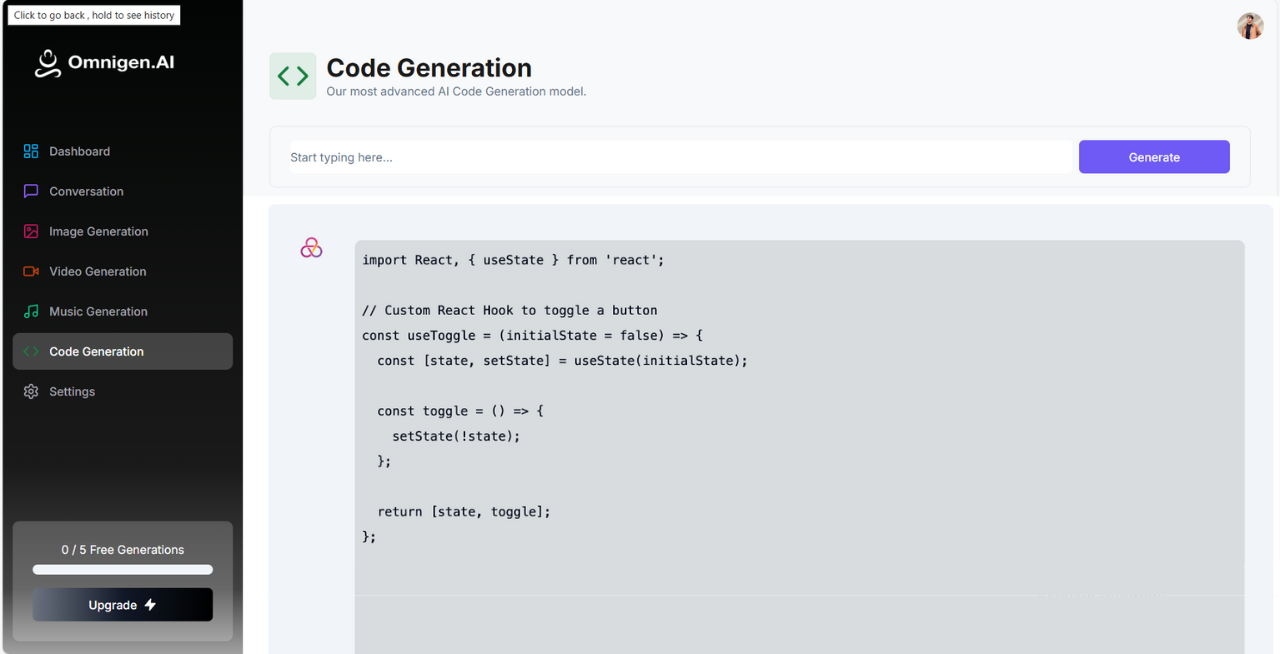 Click to go back , hold to see history
Omnigen.AI
Dashboard
Conversation
Image Generation
Video Generation
Music Generation
Code Generation
Settings
0 / 5 Free Generations
Upgrade
Code Generation
Our most advanced AI Code Generation model.
Start typing here...
Generate
import React, { useState } from 'react';
// Custom React Hook to toggle a button
const useToggle = (initialState = false) => {
  const [state, setState] = useState(initialState);
  const toggle = () => {
    setState(!state);
  };
  return [state, toggle];
};